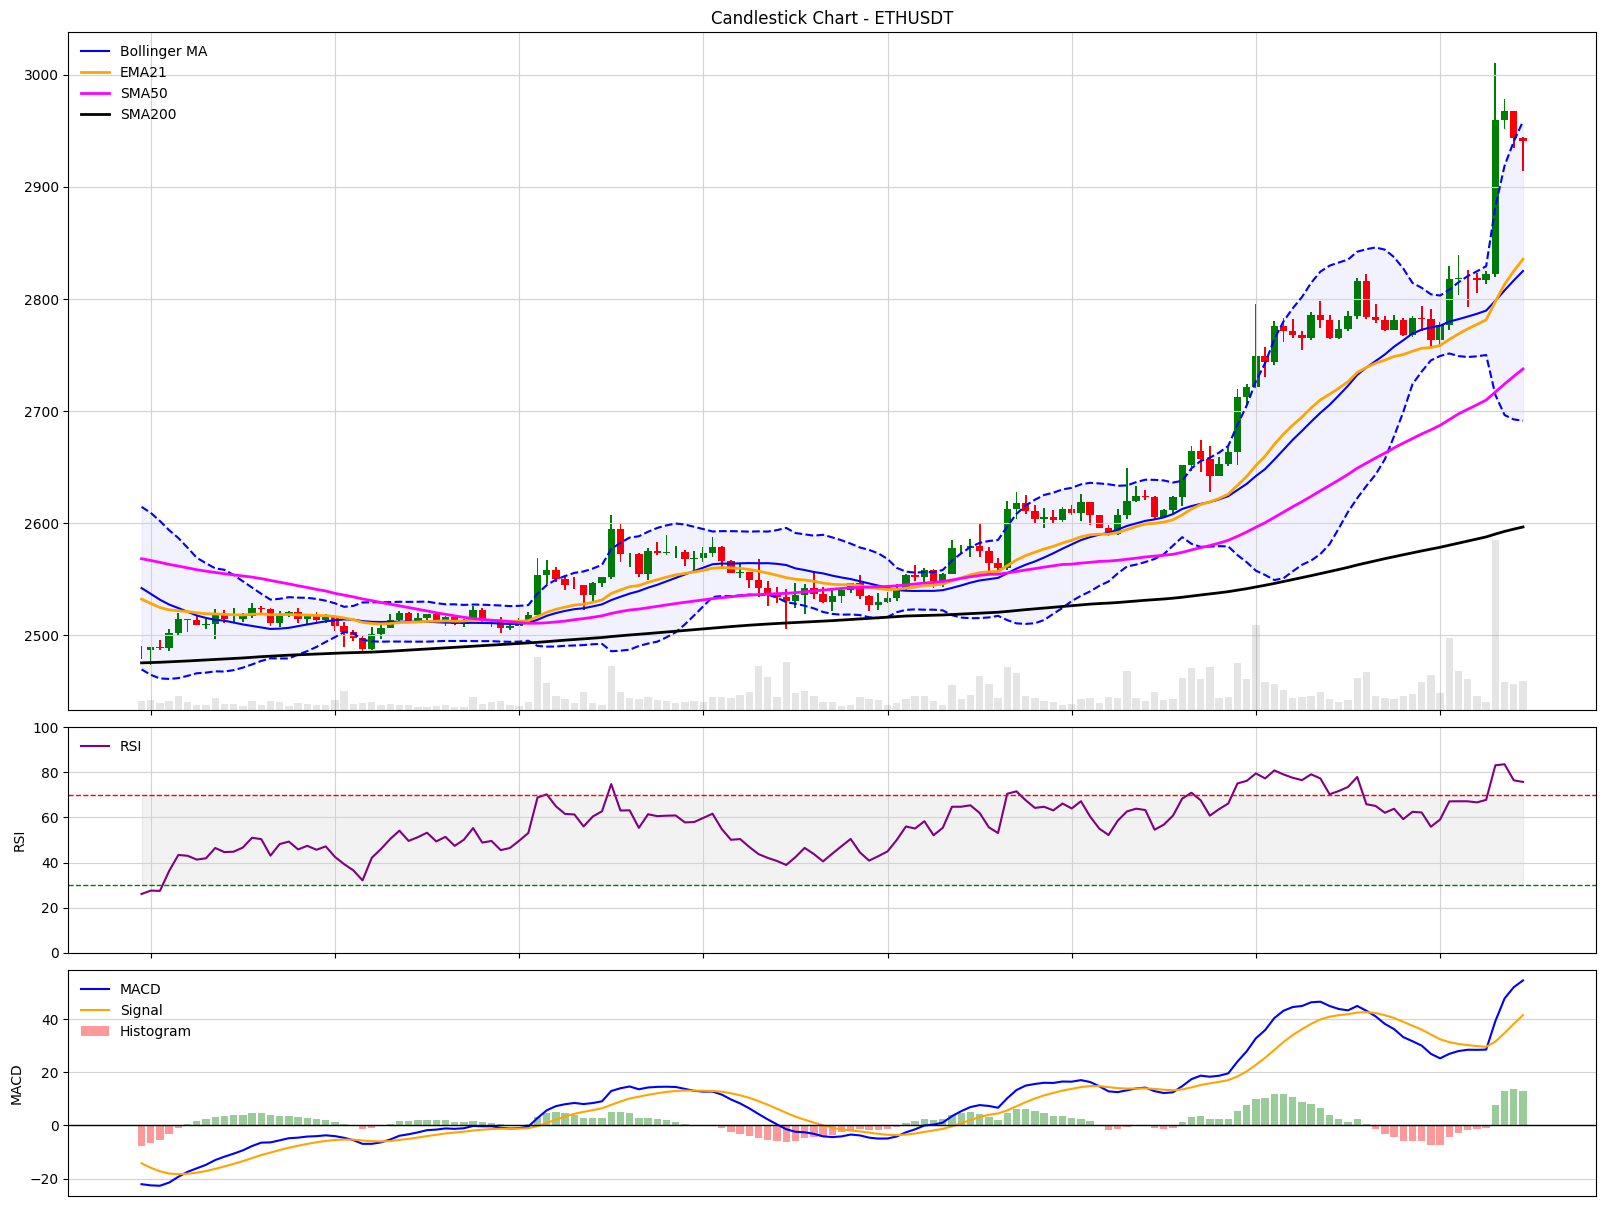 Candlestick Chart - ETHUSDT
Bollinger MA
EMA21
SMA50
SMA200
3000
2900
2800
2700
2600
2500
RSI
100
80
60
40
20
0
RSI
MACD
Signal
Histogram
40
20
0
−20
MACD